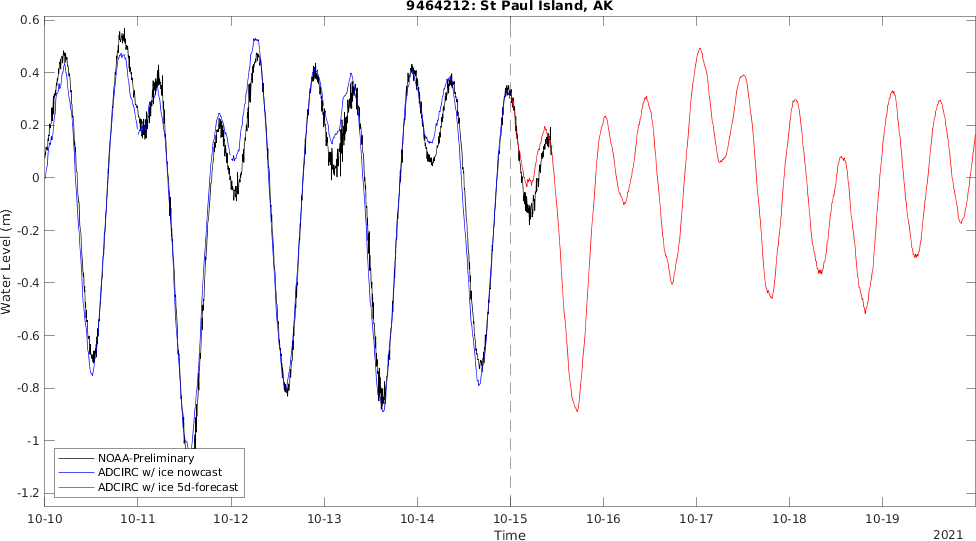 9464212: St Paul Island, AK
0.6
0.4
0.2
0
-0.2
-0.4
-0.6
-0.8
-1
-1.2
Water Level (m)
NOAA-Preliminary
ADCIRC w/ ice nowcast
ADCIRC w/ ice 5d-forecast
10-10 10-11 10-12 10-13 10-14 10-15 10-16 10-17 10-18 10-19
Time
2021